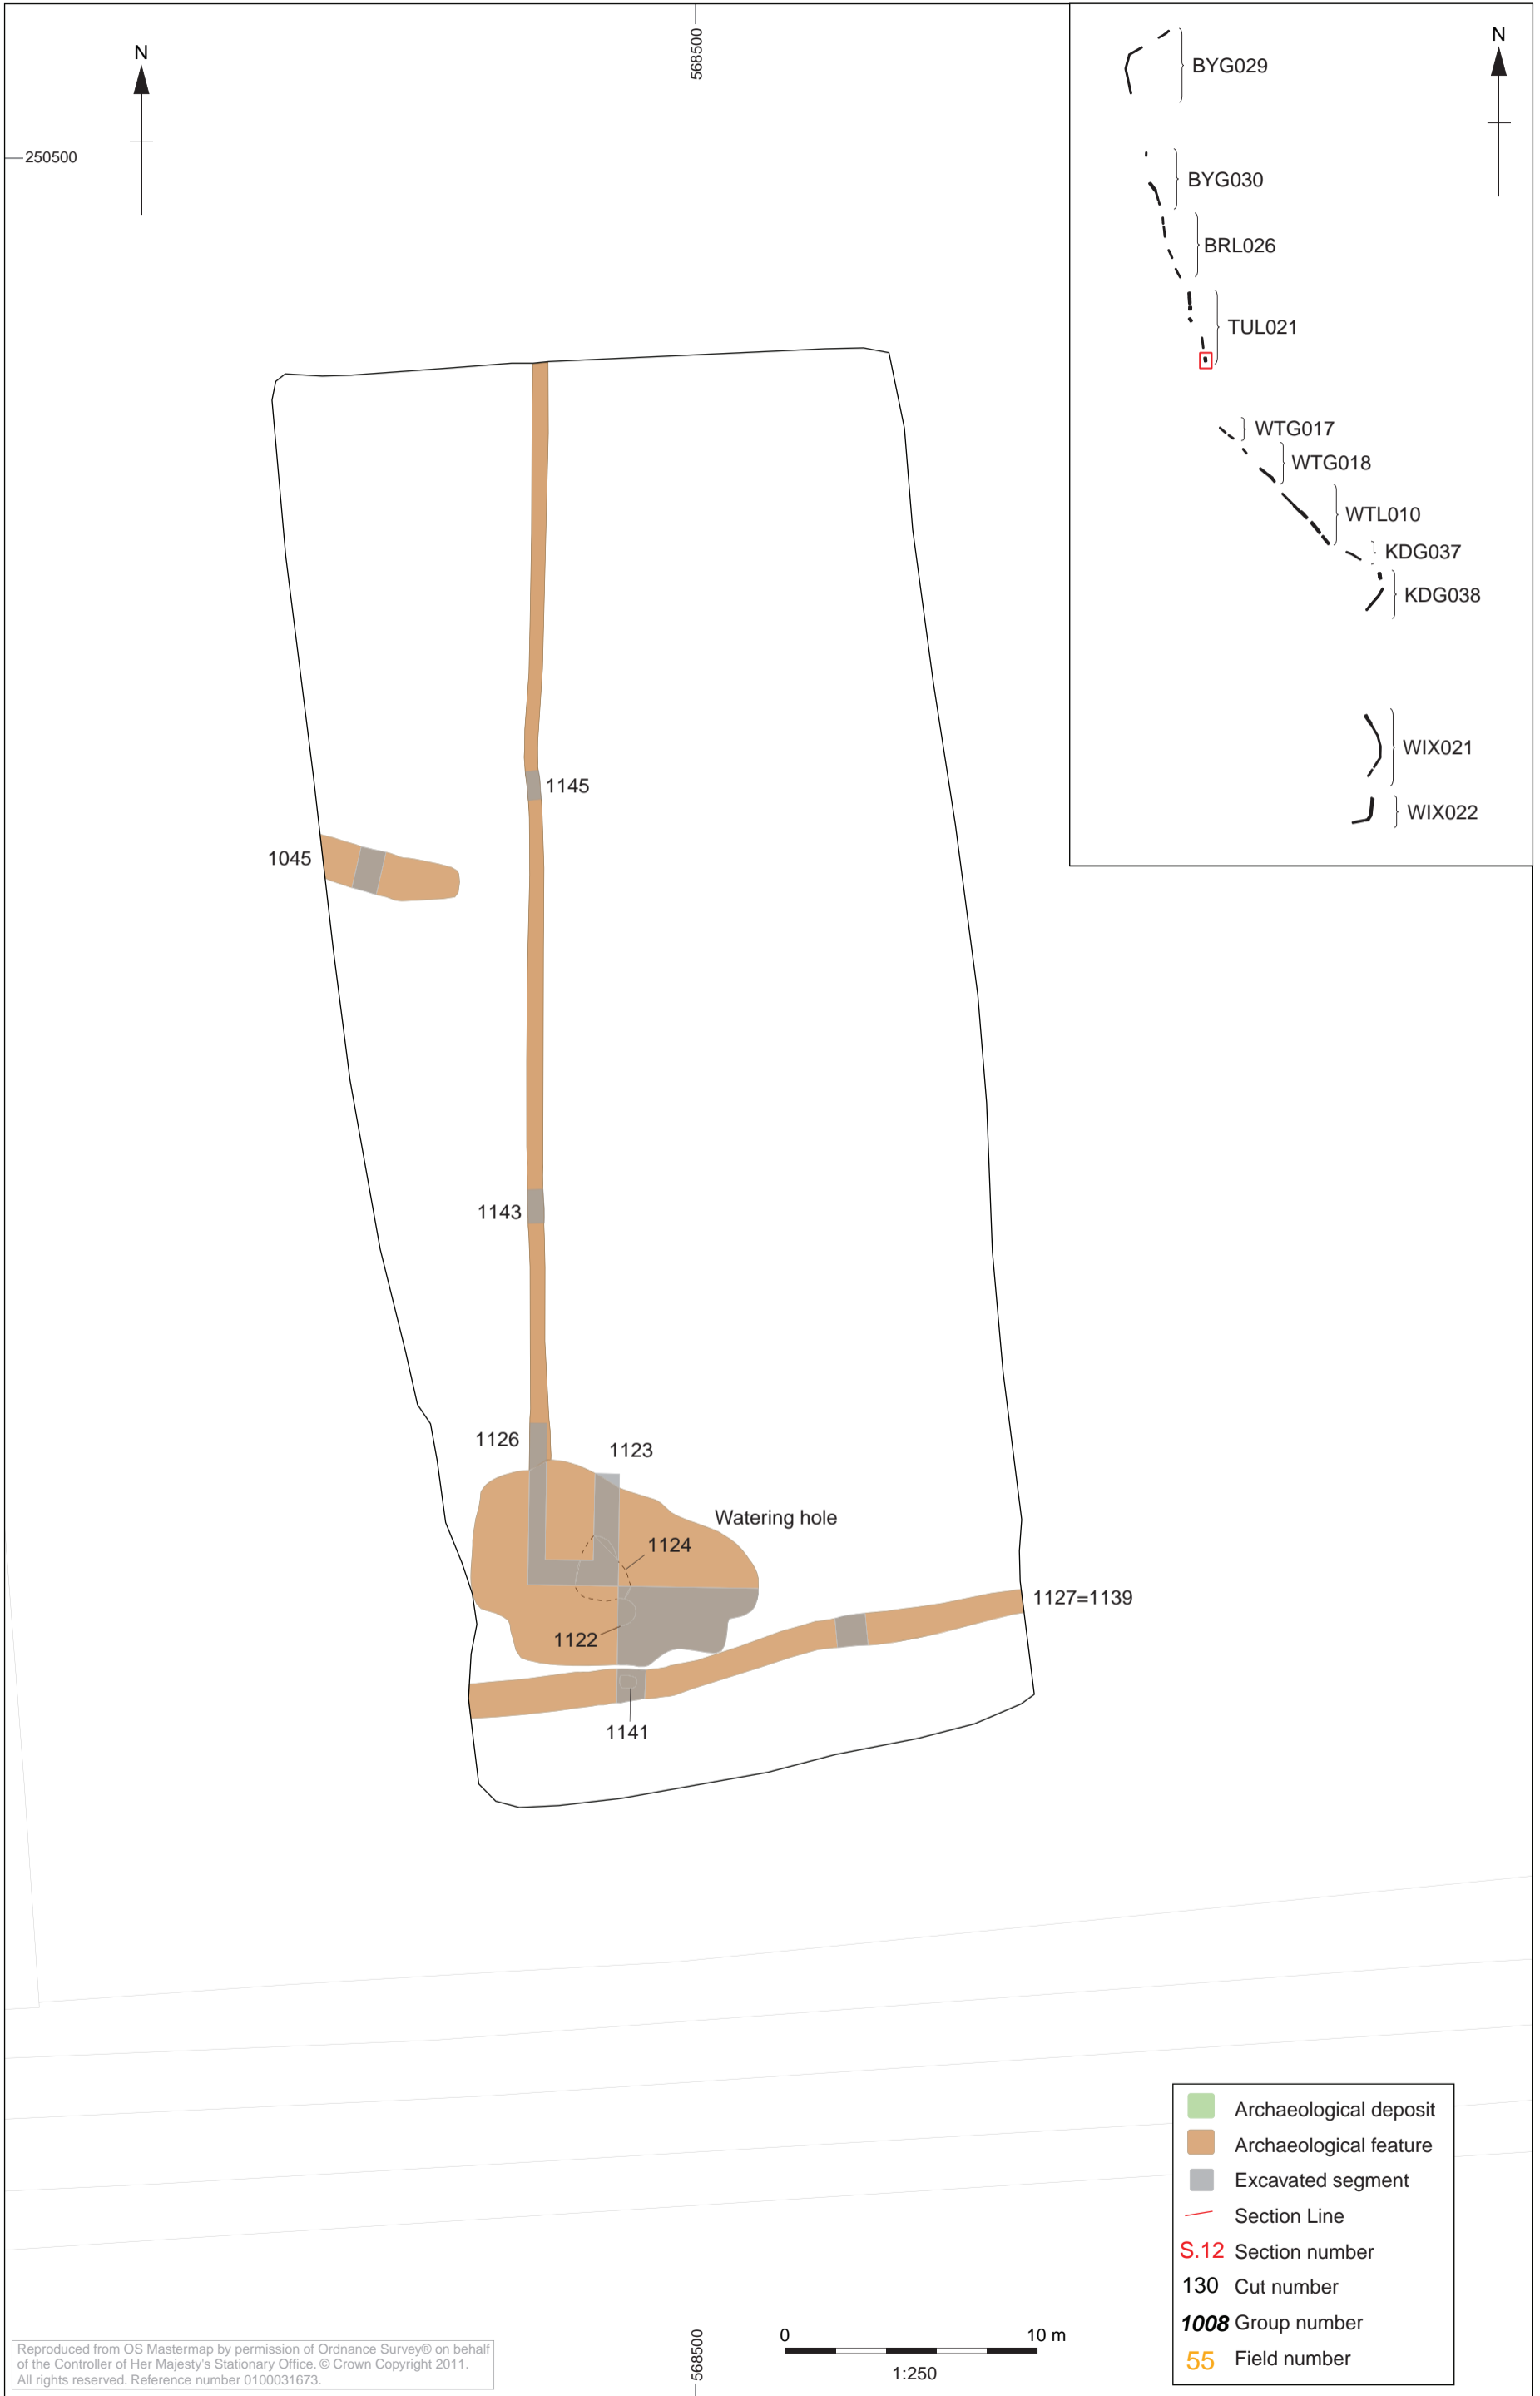 N
568500
250500
N
BYG029
BYG030
BRL026
TUL021
WTG017
WTG018
WTL010
KDG037
KDG038
WIX021
WIX022
1145
1045
1143
1126
1123
Watering hole
1124
1127=1139
1122
1141
Archaeological deposit
Archaeological feature
Excavated segment
Section Line
S.12 Section number
130 Cut number
1008 Group number
55 Field number
568500
0 10 m
1:250
Reproduced from OS Mastermap by permission of Ordnance Survey® on behalf
of the Controller of Her Majesty's Stationary Office. © Crown Copyright 2011.
All rights reserved. Reference number 0100031673.